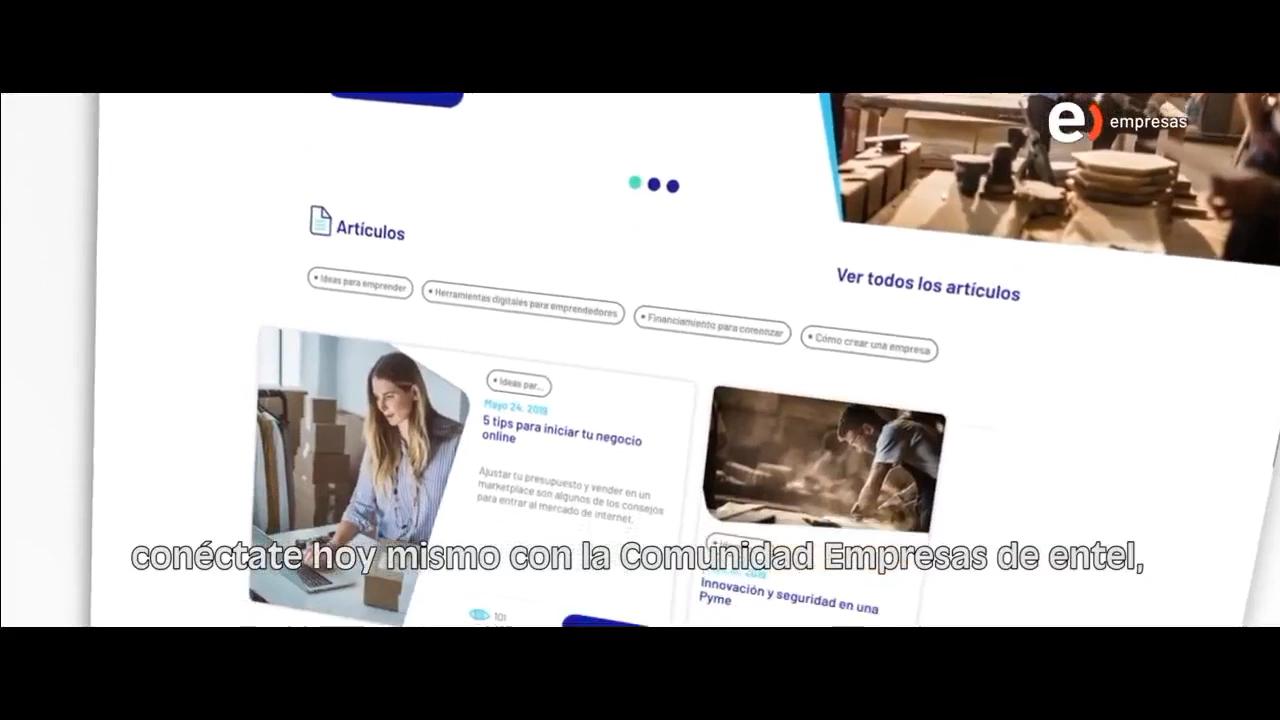 e) empresas
Artículos
Ver todos los artículos
• Ideas para emprender
• Herramientas digitales para emprendedores
• Financiamiento para comenzar
• Cómo crear una empresa
• Ideas par...
Mayo 24, 2019
5 tips para iniciar tu negocio
online
Ajustar tu presupuesto y vender en un
marketplace son algunos de los consejos
para entrar al mercado de internet.
conéctate hoy mismo con la Comunidad Empresas de entel,
Innovación y seguridad en una
Pyme
101